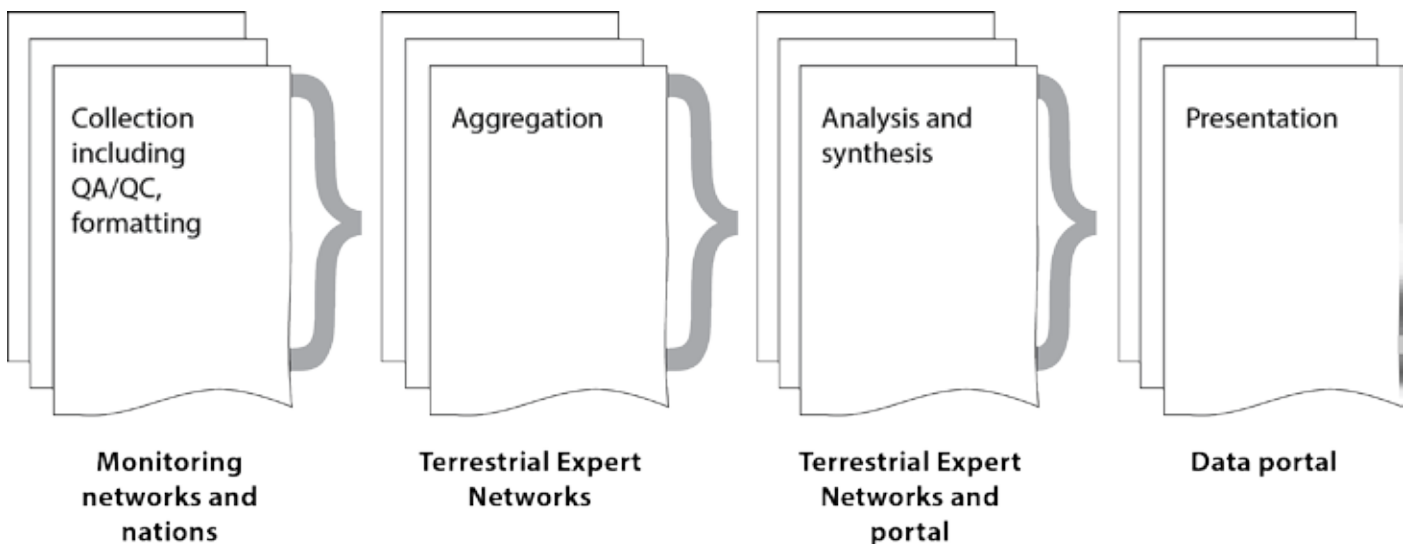 Collection
including
QA/QC,
formatting
Aggregation
Analysis and
synthesis
Presentation
Monitoring
networks and
nations
Terrestrial Expert
Networks
Terrestrial Expert
Networks and
portal
Data portal